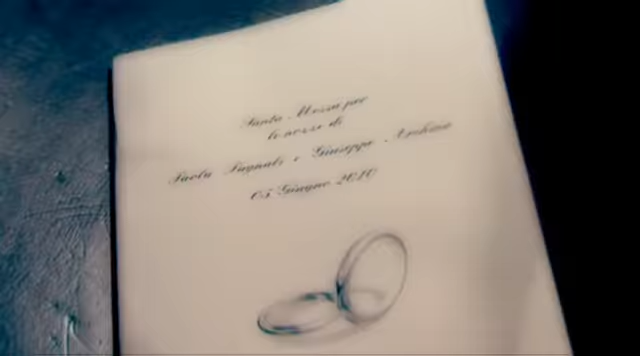 Santa Messa per
le nozze di
Paola e Giuseppe
05 Giugno 2010